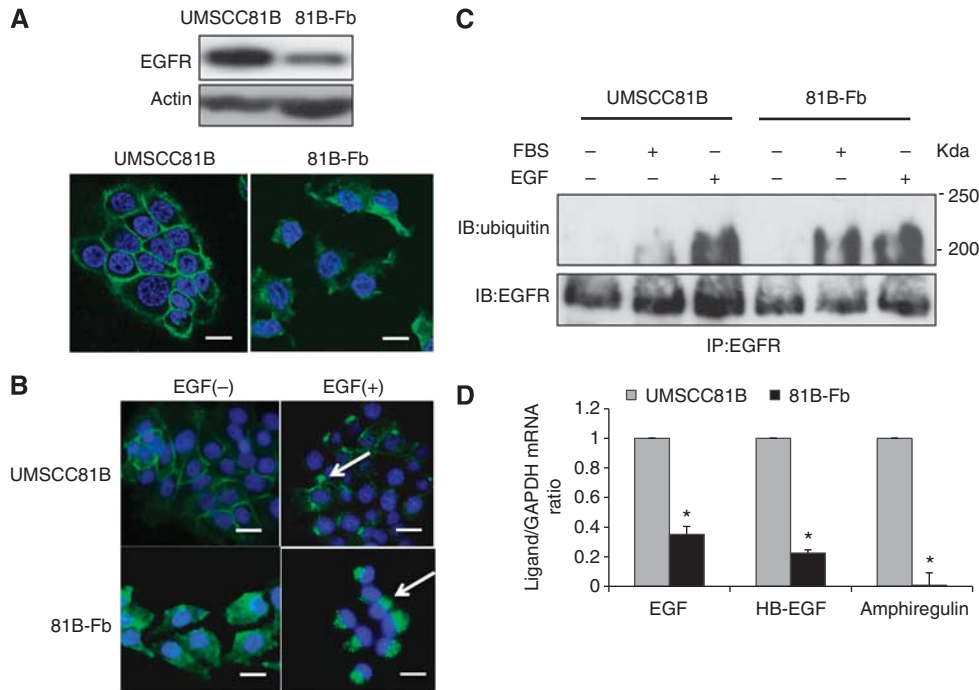 A
UMSCC81B 81B-Fb
EGFR
Actin
UMSCC81B 81B-Fb
B
EGF(–) EGF(+)
UMSCC81B
81B-Fb
C
UMSCC81B 81B-Fb
FBS – + – – + – Kda
EGF – – + – – + - 250
IB:ubiquitin
- 200
IB:EGFR
IP:EGFR
D
UMSCC81B 81B-Fb
Ligand/GAPDH mRNA
ratio
1.2
1
0.8
0.6
0.4
0.2
0
* * *
EGF HB-EGF Amphiregulin